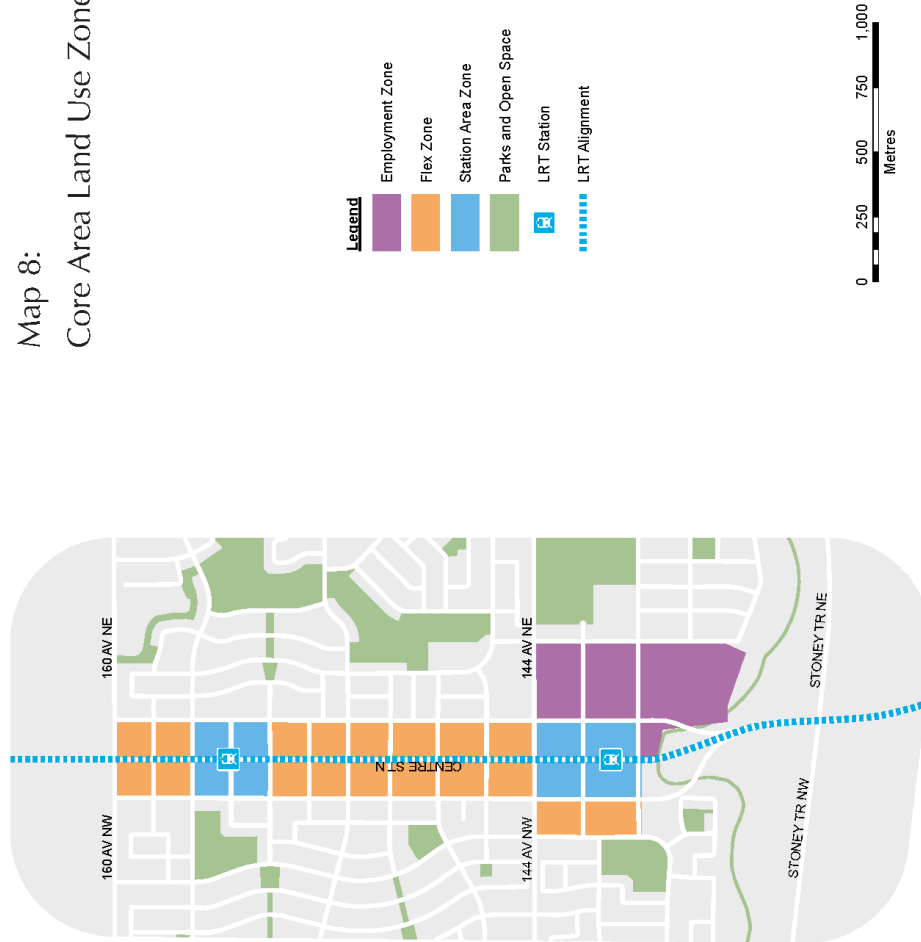 Map 8:
Core Area Land Use Zone
Legend
Employment Zone
Flex Zone
Station Area Zone
Parks and Open Space
LRT Station
LRT Alignment
0 250 500 750 1,000
Metres
160 AV NW
160 AV NE
CENTRE ST N
144 AV NW
144 AV NE
STONEY TR NW
STONEY TR NE